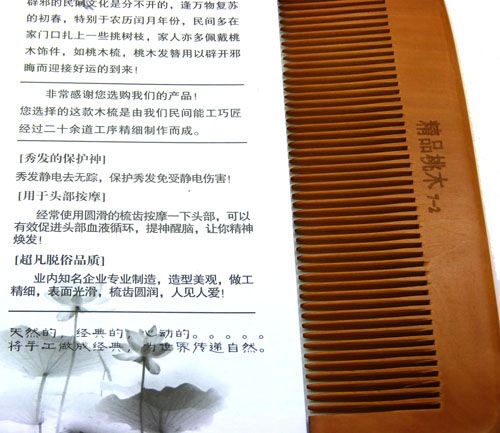 辟邪的民间文化是分不开的，逢万物复苏
的初春，特别于农历闰月年份，民间多在
家门口扎上一些挑树枝，家人亦多佩戴桃
木饰件，如桃木梳，桃木发簪用以辟开邪
晦而迎接好运的到来！
非常感谢您选购我们的产品！
您选择的这款木梳是由我们民间能工巧匠
经过二十余道工序精细制作而成。
[秀发的保护神]
秀发静电去无踪，保护秀发免受静电伤害！
[用于头部按摩]
经常使用圆滑的梳齿按摩一下头部，可以
有效促进头部血液循环，提神醒脑，让你精神
焕发！
[超凡脱俗品质]
业内知名企业专业制造，造型美观，做工
精细，表面光滑，梳齿圆润，人见人爱！
天然的，经典的，心动的。。。。。
将手工做成经典，为世界传递自然。
精品桃木 7-2